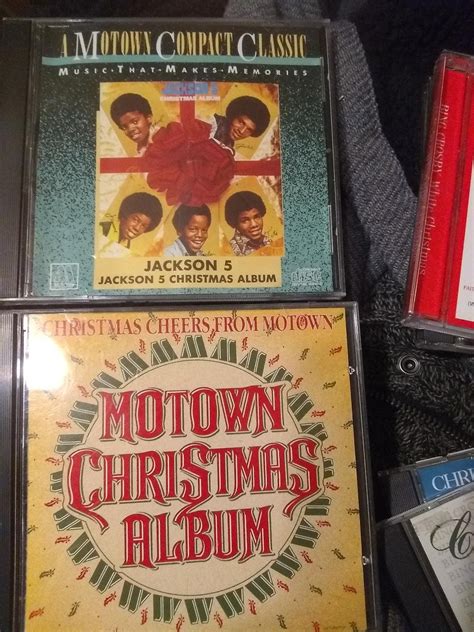 A MOTOWN COMPACT CLASSIC
MUSIC·THAT·MAKES·MEMORIES
JACKSON 5
CHRISTMAS ALBUM
JACKSON 5
JACKSON 5 CHRISTMAS ALBUM
CHRISTMAS CHEERS FROM MOTOWN
MOTOWN
CHRISTMAS
ALBUM
BING CROSBY
White Christmas
CHR